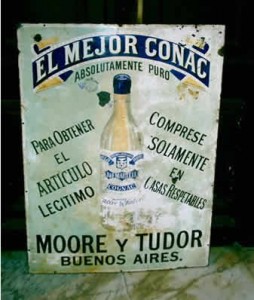 EL MEJOR CONAC
ABSOLUTAMENTE PURO
PARA OBTENER
EL
ARTICULO
LEGITIMO
COMPRESE
SOLAMENTE
EN
CASAS RESPETABLES
COGNAC
MOORE Y TUDOR
BUENOS AIRES.